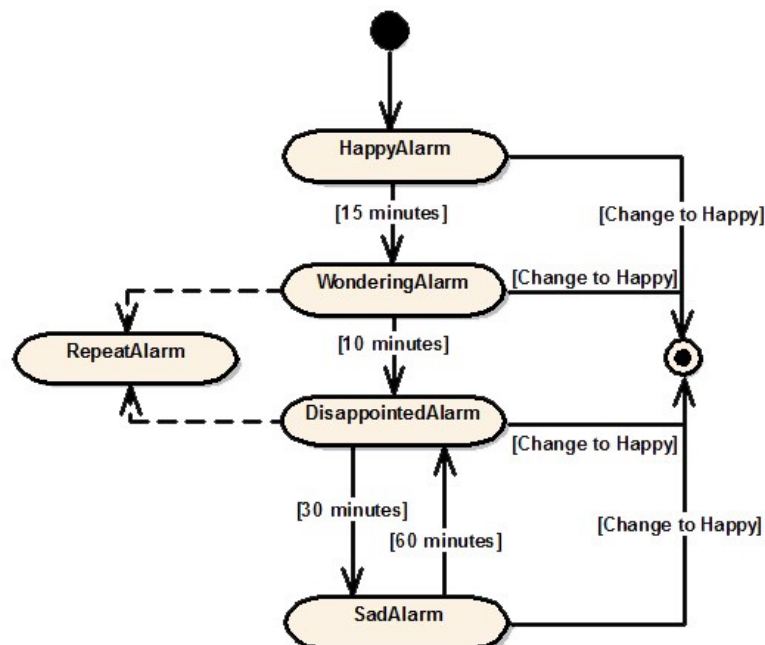 HappyAlarm
[15 minutes]
[Change to Happy]
WonderingAlarm
[Change to Happy]
RepeatAlarm
[10 minutes]
DisappointedAlarm
[Change to Happy]
[30 minutes]
[60 minutes]
[Change to Happy]
SadAlarm